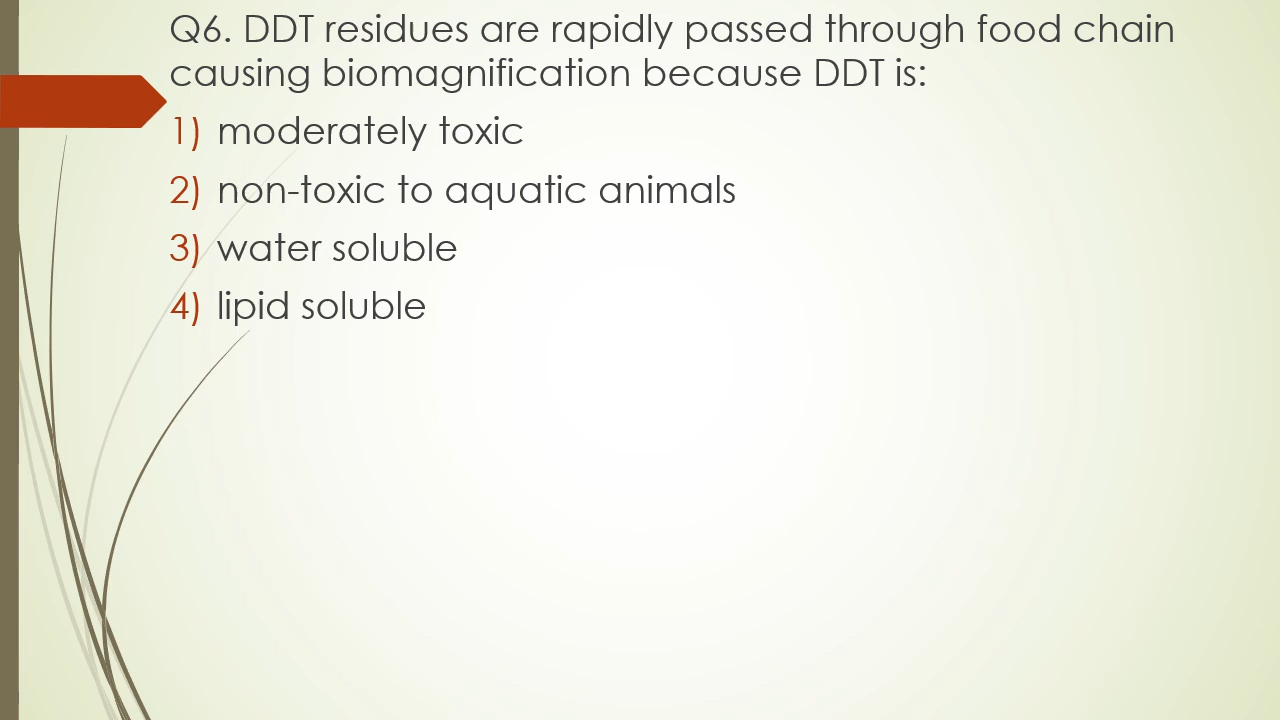 Q6. DDT residues are rapidly passed through food chain
causing biomagnification because DDT is:
1) moderately toxic
2) non-toxic to aquatic animals
3) water soluble
4) lipid soluble